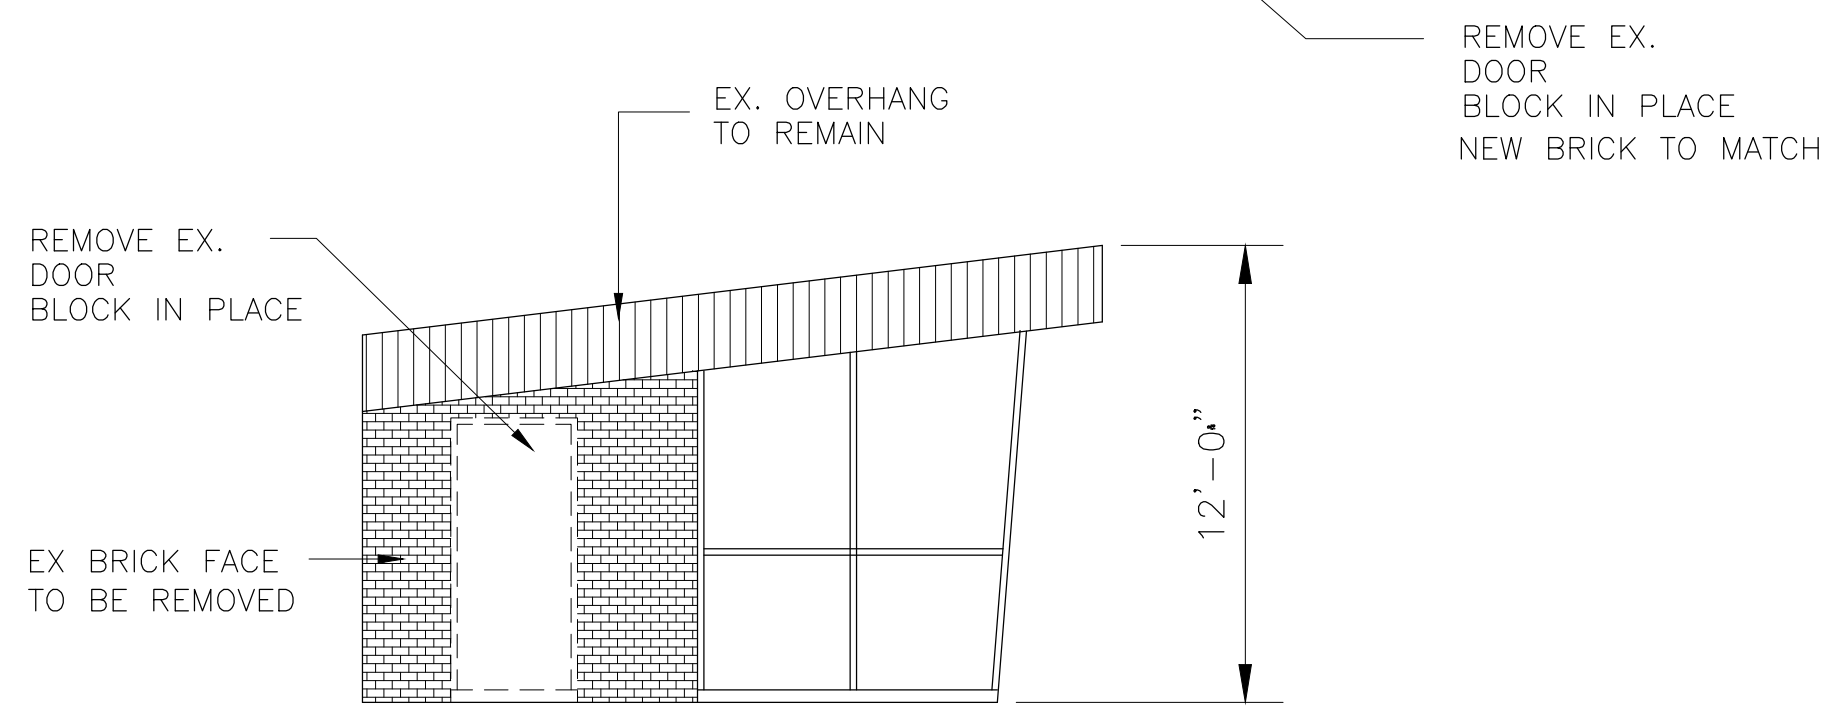 REMOVE EX.
DOOR
BLOCK IN PLACE
NEW BRICK TO MATCH
EX. OVERHANG
TO REMAIN
REMOVE EX.
DOOR
BLOCK IN PLACE
12'-0"
EX BRICK FACE
TO BE REMOVED